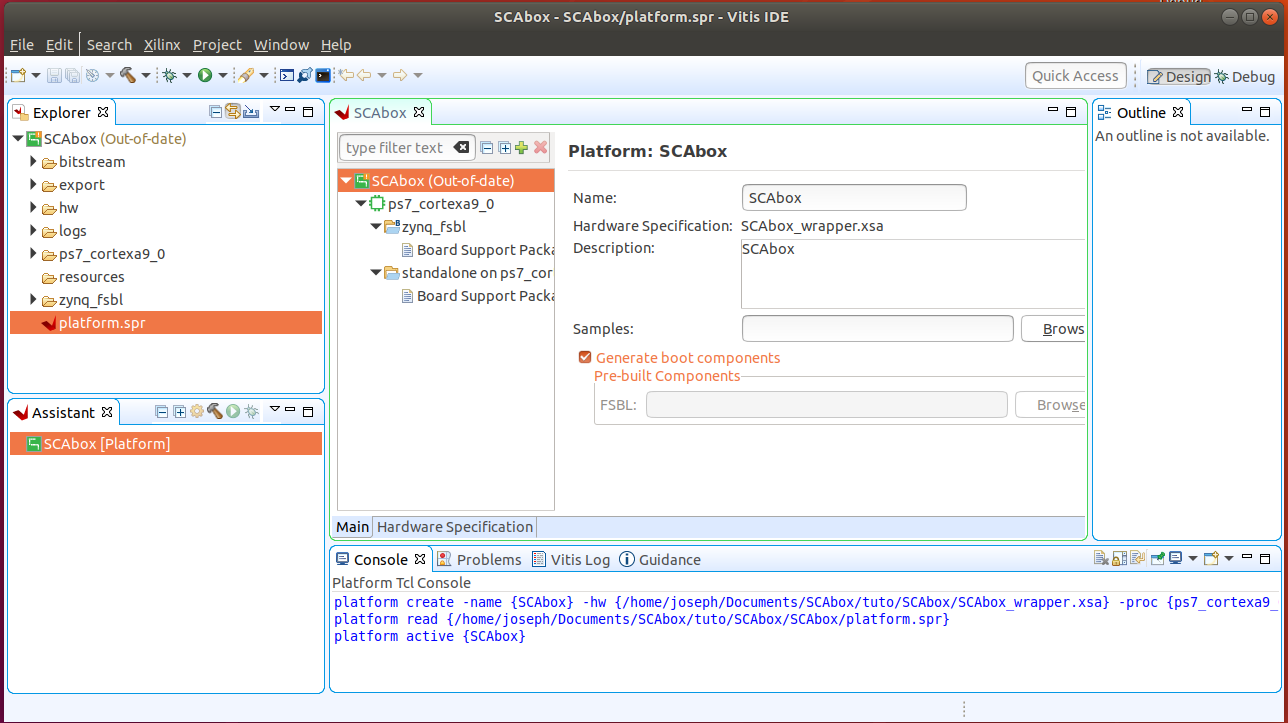 SCAbox - SCAbox/platform.spr - Vitis IDE
File Edit Search Xilinx Project Window Help
Quick Access
Design
Debug
Explorer
SCAbox (Out-of-date)
bitstream
export
hw
logs
ps7_cortexa9_0
resources
zynq_fsbl
platform.spr
Assistant
SCAbox [Platform]
SCAbox
type filter text
SCAbox (Out-of-date)
ps7_cortexa9_0
zynq_fsbl
Board Support Packa
standalone on ps7_cor
Board Support Packa
Platform: SCAbox
Name: SCAbox
Hardware Specification: SCAbox_wrapper.xsa
Description: SCAbox
Samples: Brows
Generate boot components
Pre-built Components
FSBL: Browse
Main Hardware Specification
Outline
An outline is not available.
Console Problems Vitis Log Guidance
Platform Tcl Console
platform create -name {SCAbox} -hw {/home/joseph/Documents/SCAbox/tuto/SCAbox/SCAbox_wrapper.xsa} -proc {ps7_cortexa9_
platform read {/home/joseph/Documents/SCAbox/tuto/SCAbox/SCAbox/platform.spr}
platform active {SCAbox}